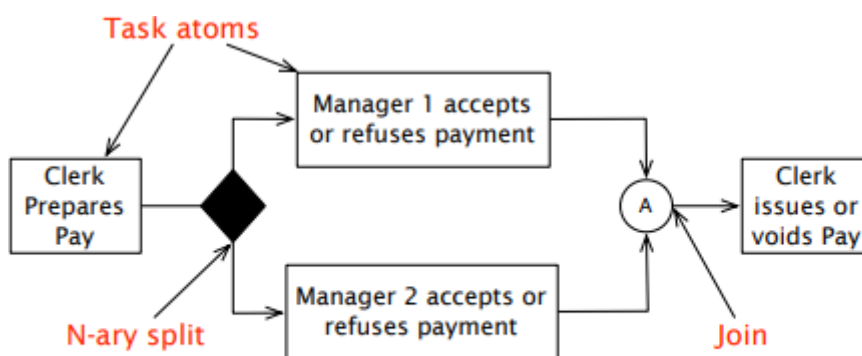 Task atoms
Manager 1 accepts
or refuses payment
Clerk
Prepares
Pay
A
Clerk
issues or
voids Pay
Manager 2 accepts or
refuses payment
N-ary split
Join